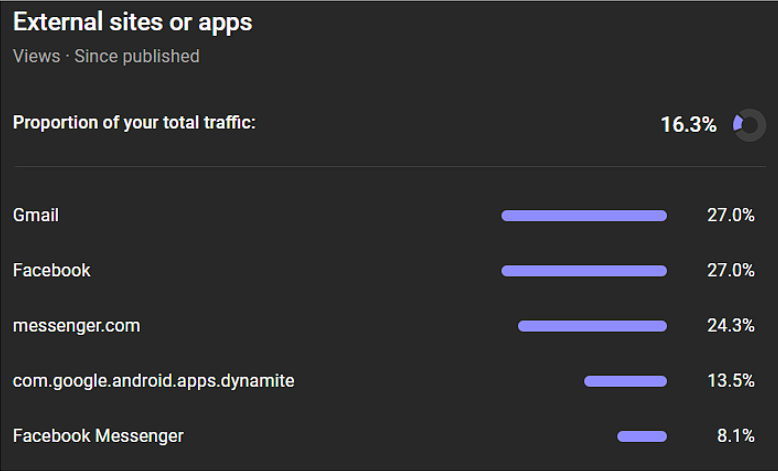 External sites or apps
Views · Since published
Proportion of your total traffic: 16.3%
Gmail 27.0%
Facebook 27.0%
messenger.com 24.3%
com.google.android.apps.dynamite 13.5%
Facebook Messenger 8.1%